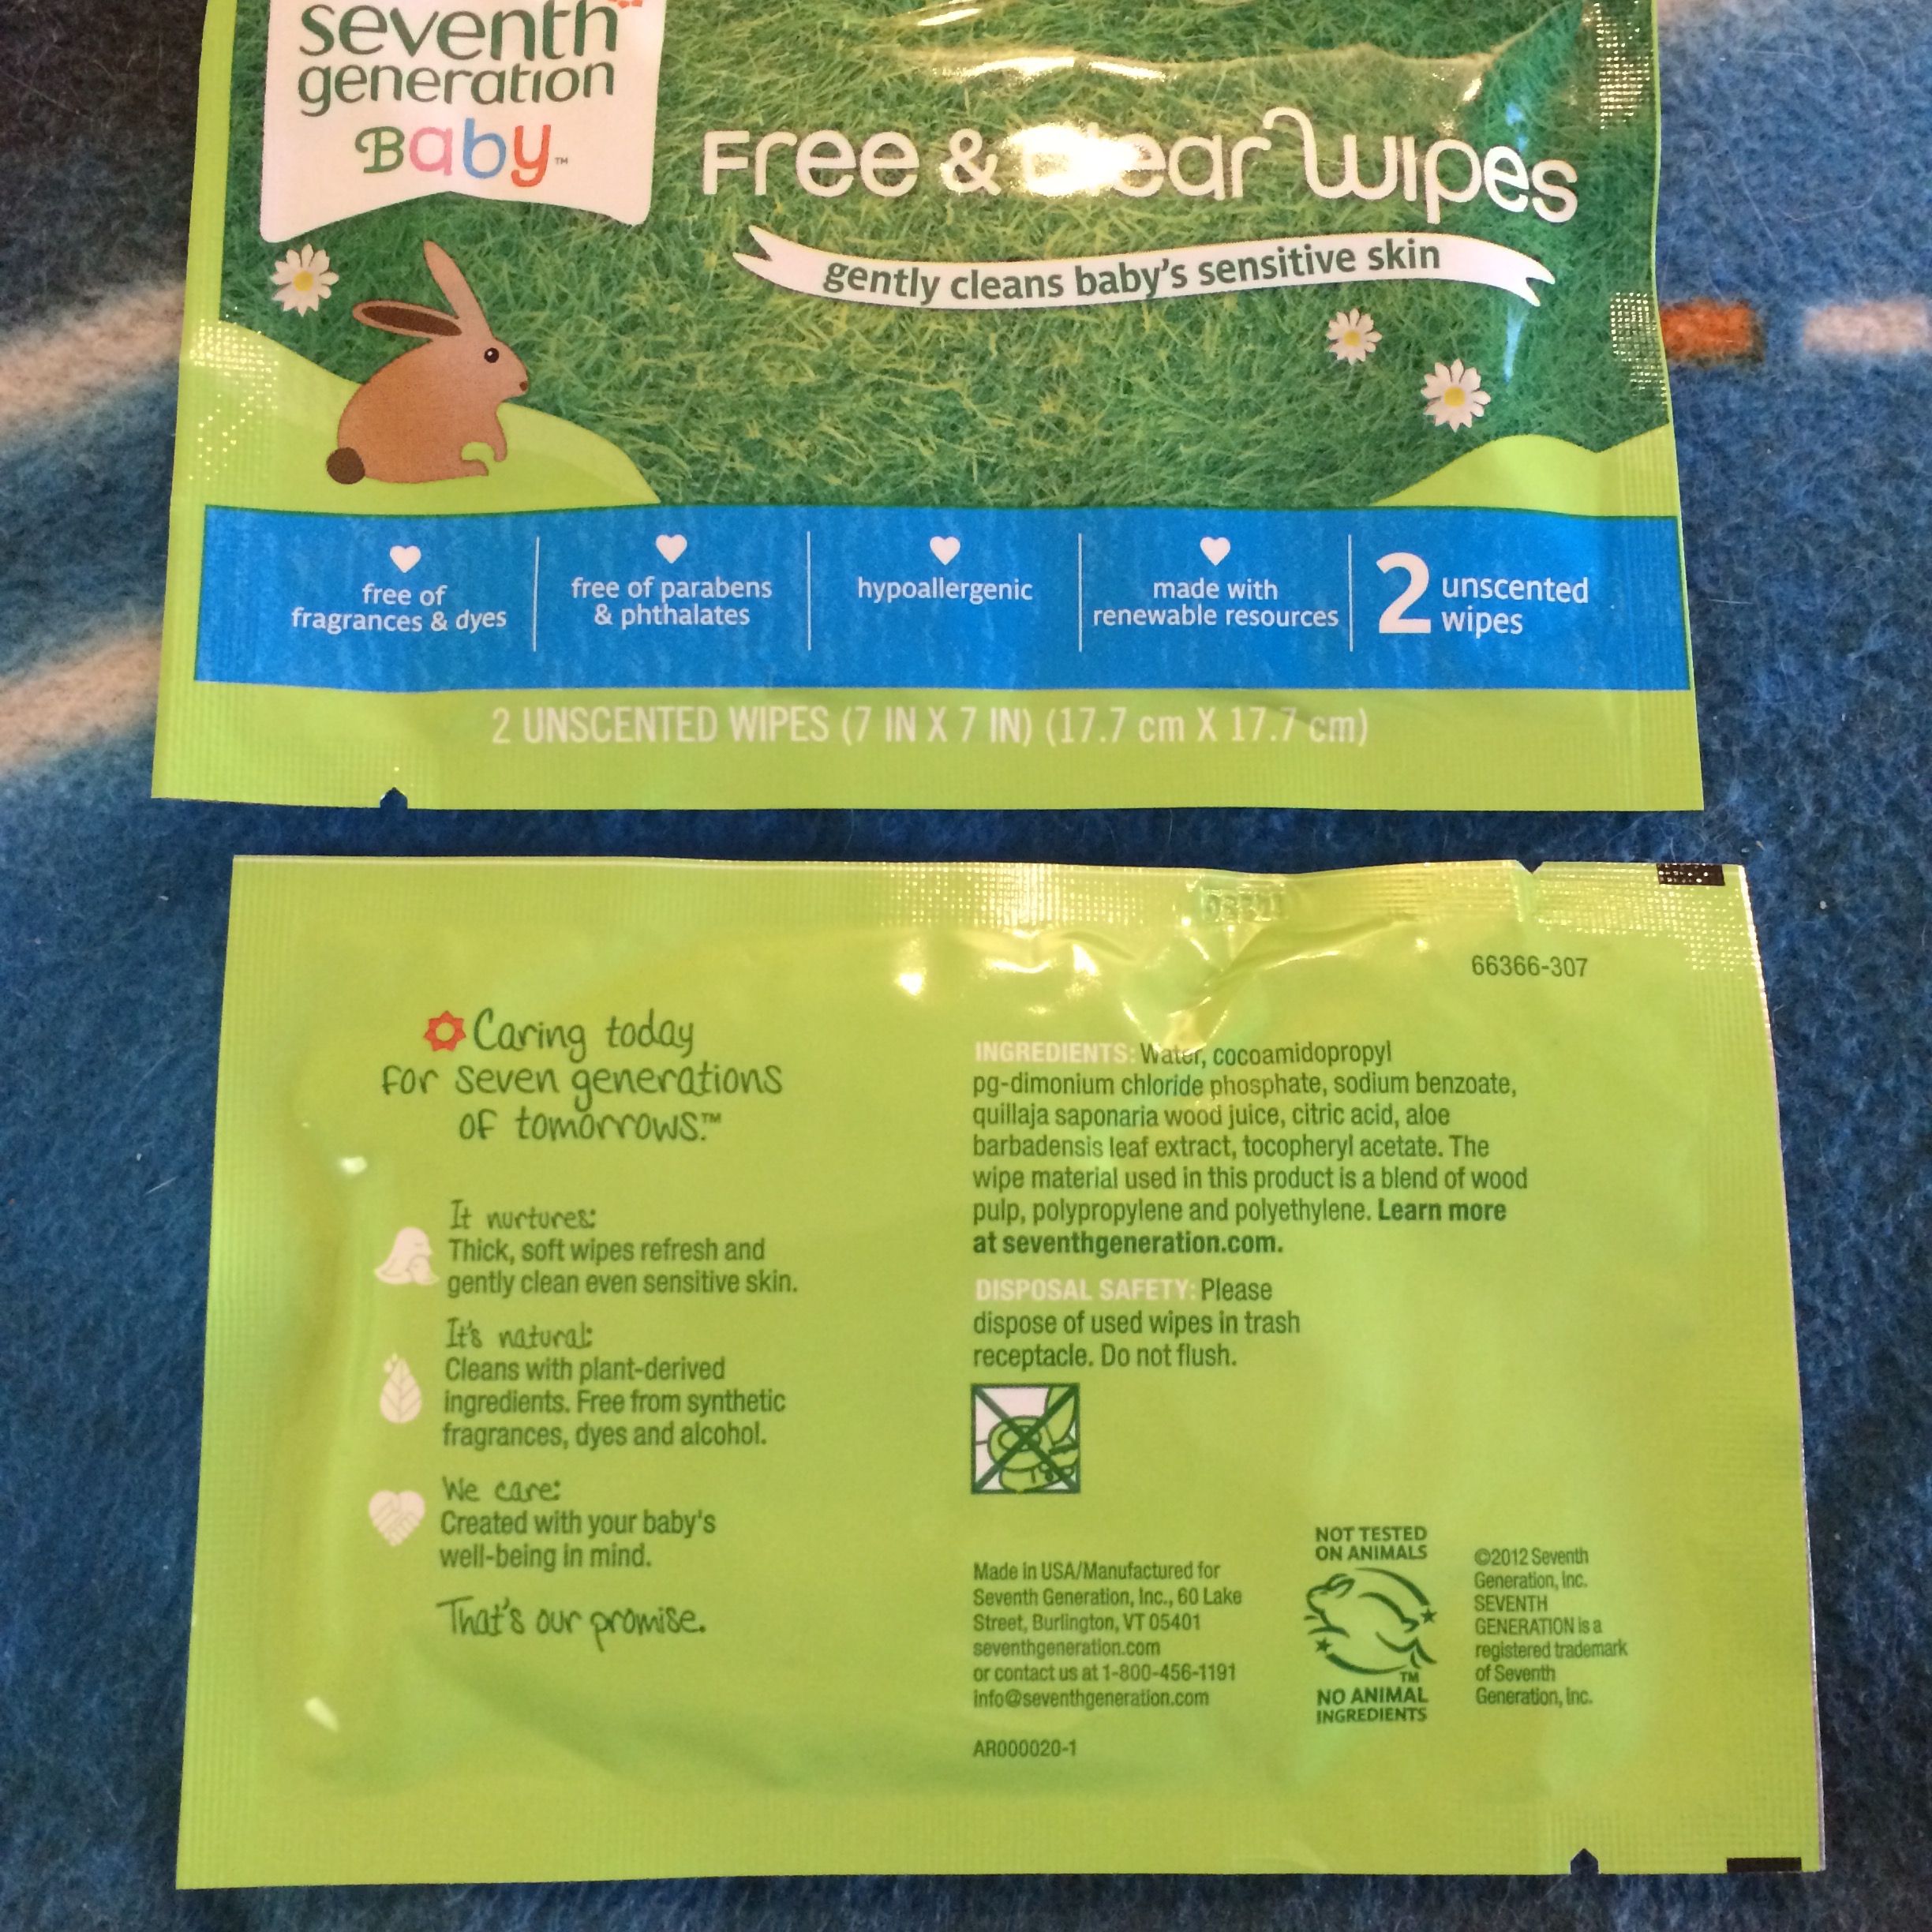 seventh
generation
Baby™
Free & Clear Wipes
gently cleans baby's sensitive skin
free of
fragrances & dyes
free of parabens
& phthalates
hypoallergenic
made with
renewable resources
2 unscented
wipes
2 UNSCENTED WIPES (7 IN X 7 IN) (17.7 cm X 17.7 cm)
66366-307
Caring today
for seven generations
of tomorrows.™
It nurtures:
Thick, soft wipes refresh and
gently clean even sensitive skin.
It's natural:
Cleans with plant-derived
ingredients. Free from synthetic
fragrances, dyes and alcohol.
We care:
Created with your baby's
well-being in mind.
That's our promise.
INGREDIENTS: Water, cocoamidopropyl
pg-dimonium chloride phosphate, sodium benzoate,
quillaja saponaria wood juice, citric acid, aloe
barbadensis leaf extract, tocopheryl acetate. The
wipe material used in this product is a blend of wood
pulp, polypropylene and polyethylene. Learn more
at seventhgeneration.com.
DISPOSAL SAFETY: Please
dispose of used wipes in trash
receptacle. Do not flush.
Made in USA/Manufactured for
Seventh Generation, Inc., 60 Lake
Street, Burlington, VT 05401
seventhgeneration.com
or contact us at 1-800-456-1191
info@seventhgeneration.com
AR000020-1
NOT TESTED
ON ANIMALS
TM
NO ANIMAL
INGREDIENTS
©2012 Seventh
Generation, Inc.
SEVENTH
GENERATION is a
registered trademark
of Seventh
Generation, Inc.